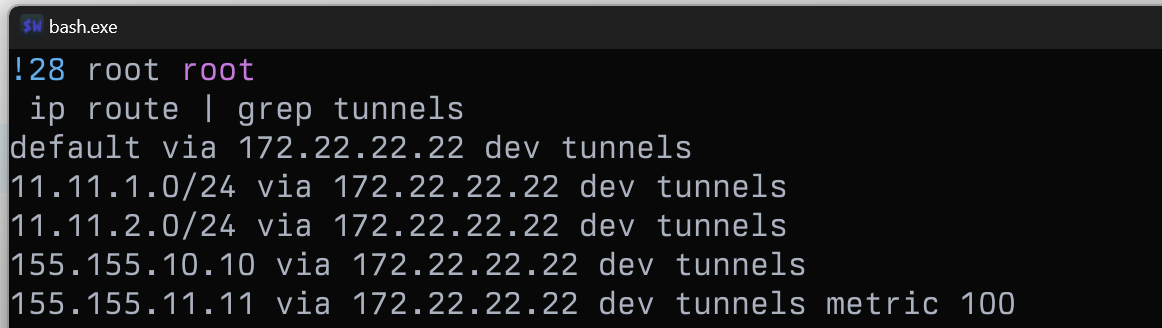 $W bash.exe
!28 root root
ip route | grep tunnels
default via 172.22.22.22 dev tunnels
11.11.1.0/24 via 172.22.22.22 dev tunnels
11.11.2.0/24 via 172.22.22.22 dev tunnels
155.155.10.10 via 172.22.22.22 dev tunnels
155.155.11.11 via 172.22.22.22 dev tunnels metric 100